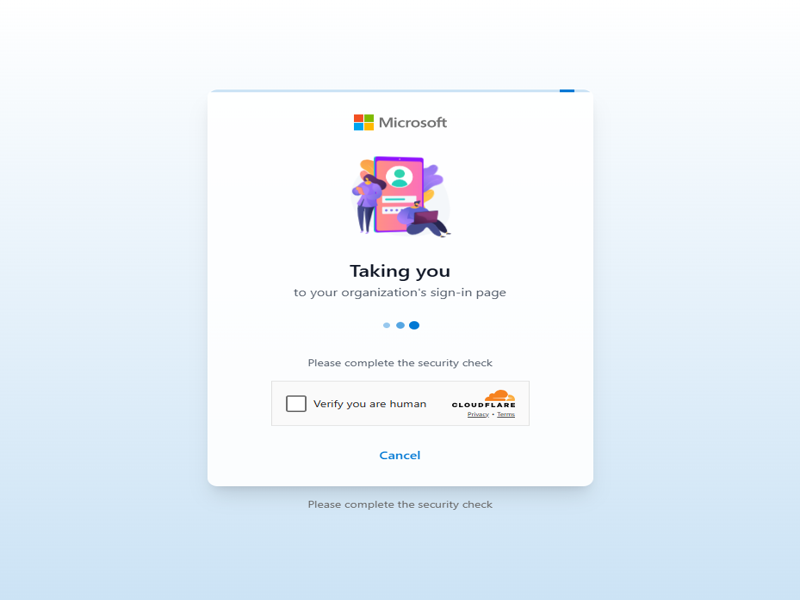 Microsoft
Taking you
to your organization's sign-in page
Please complete the security check
Verify you are human
CLOUDFLARE
Privacy • Terms
Cancel
Please complete the security check